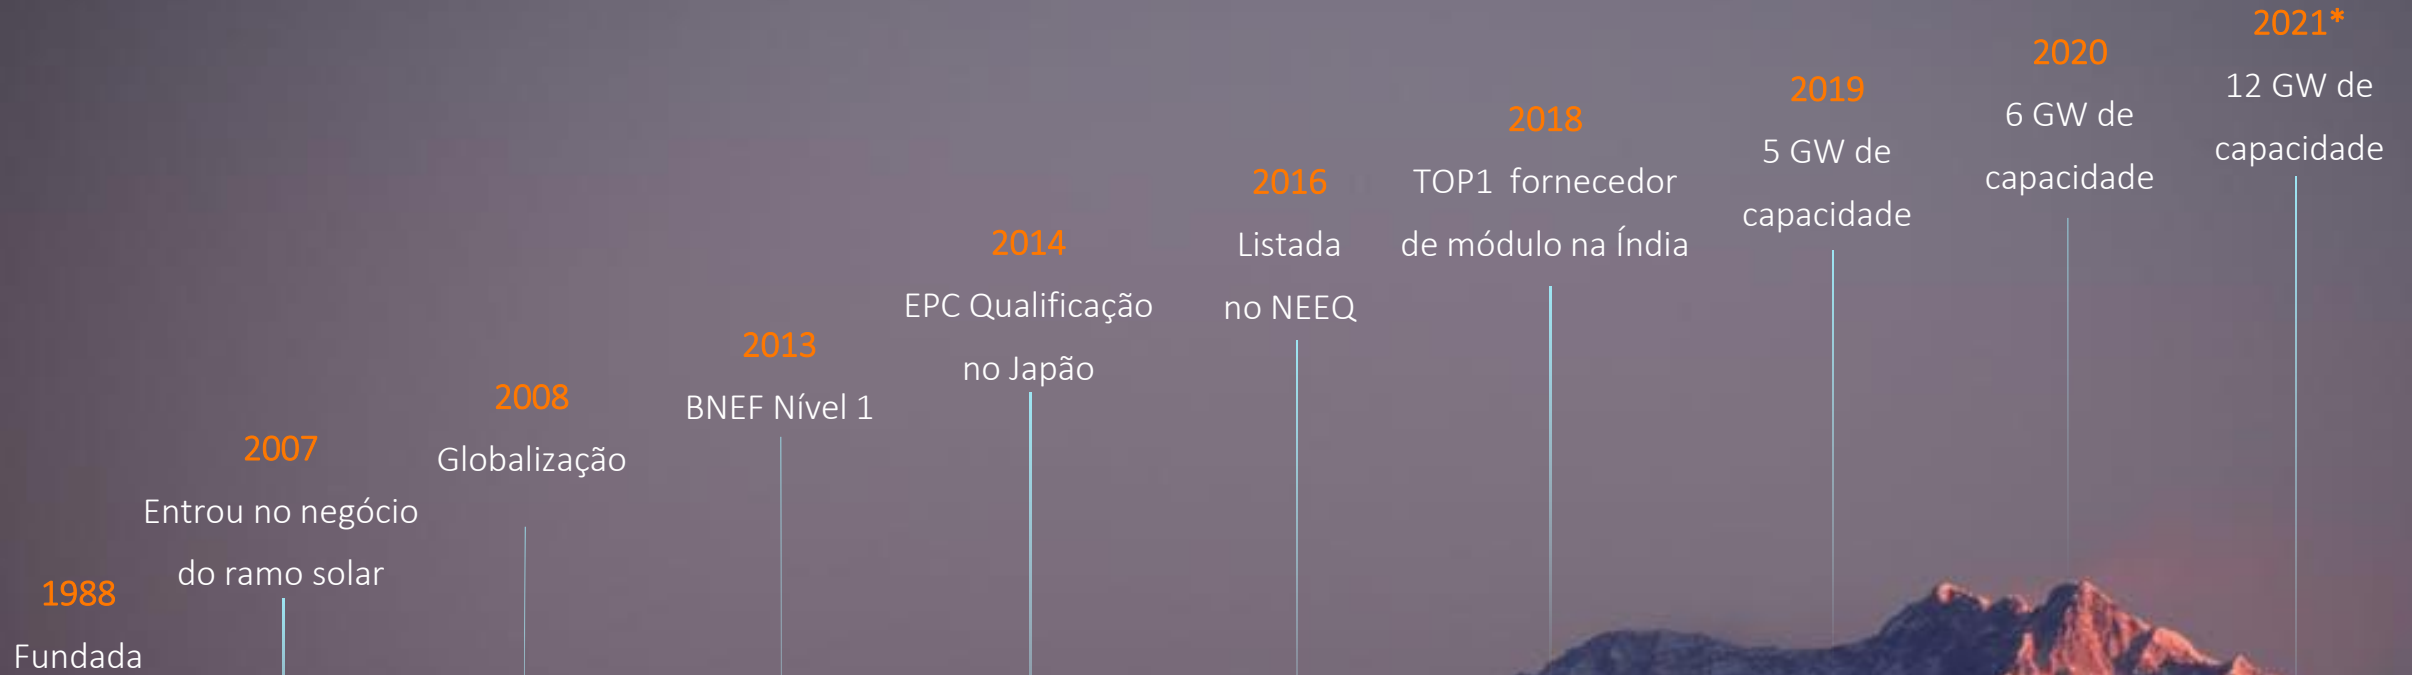 1988
Fundada
2007
Entrou no negócio
do ramo solar
2008
Globalização
2013
BNEF Nível 1
2014
EPC Qualificação
no Japão
2016
Listada
no NEEQ
2018
TOP1  fornecedor
de módulo na Índia
2019
5 GW de
capacidade
2020
6 GW de
capacidade
2021*
12 GW de
capacidade